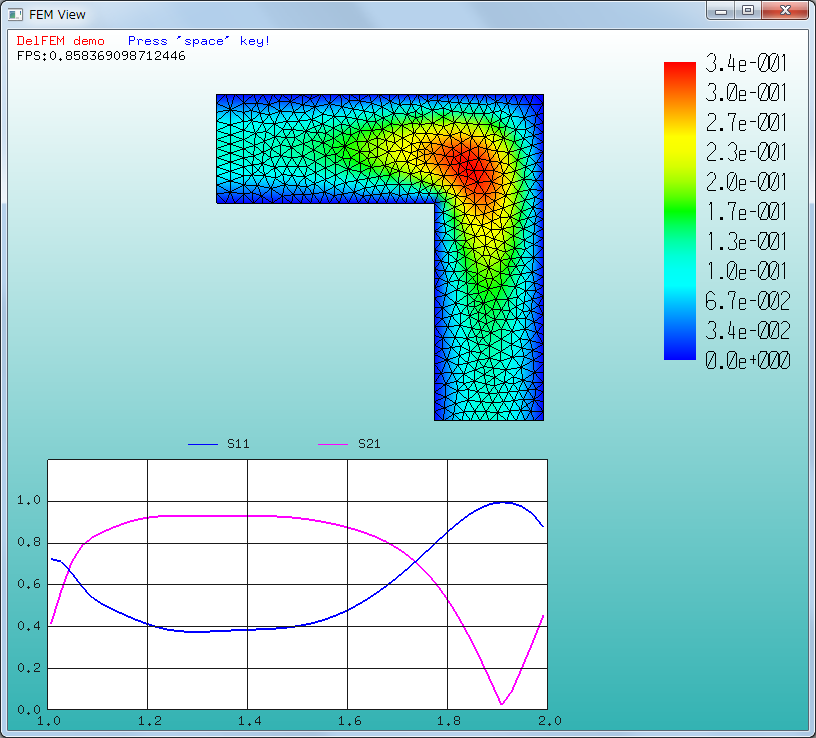 FEM View
DelFEM demo Press 'space' key!
FPS:0.858369098712446
3.4e-001
3.0e-001
2.7e-001
2.3e-001
2.0e-001
1.7e-001
1.3e-001
1.0e-001
6.7e-002
3.4e-002
0.0e+000
S11 S21
1.0
0.8
0.6
0.4
0.2
0.0
1.0 1.2 1.4 1.6 1.8 2.0